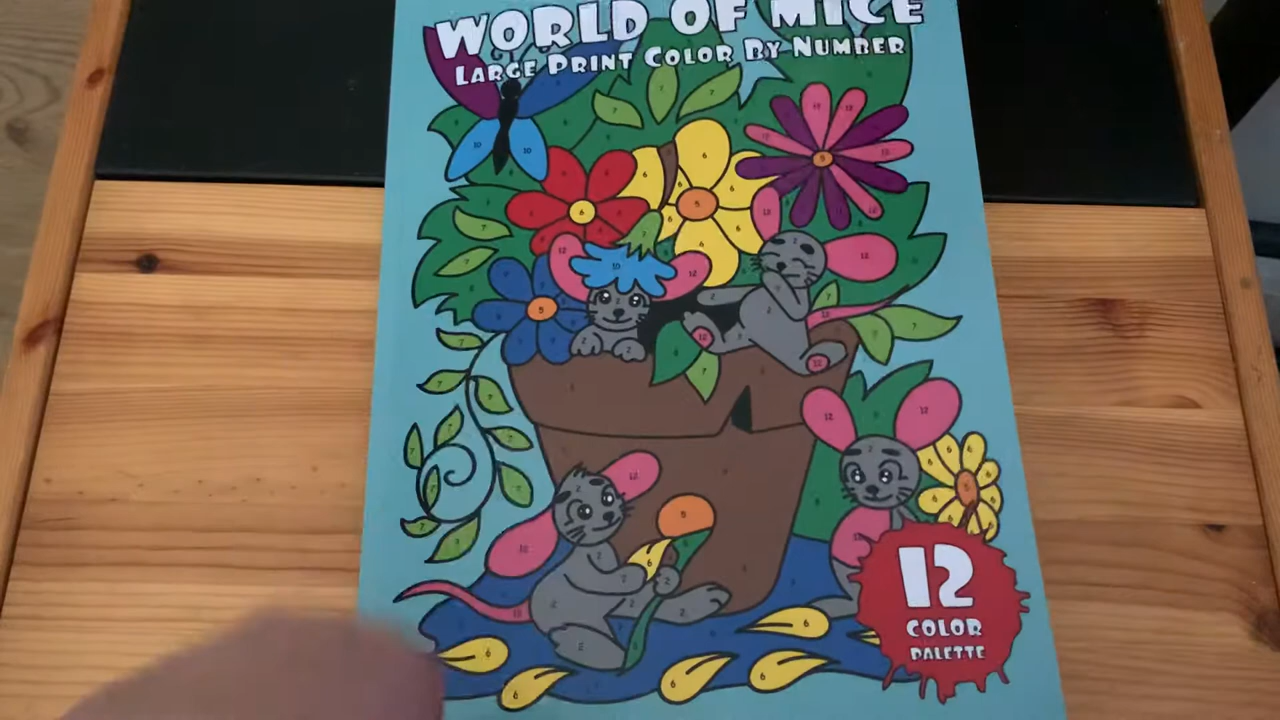 WORLD OF MICE
LARGE PRINT COLOR BY NUMBER
12
COLOR
PALETTE